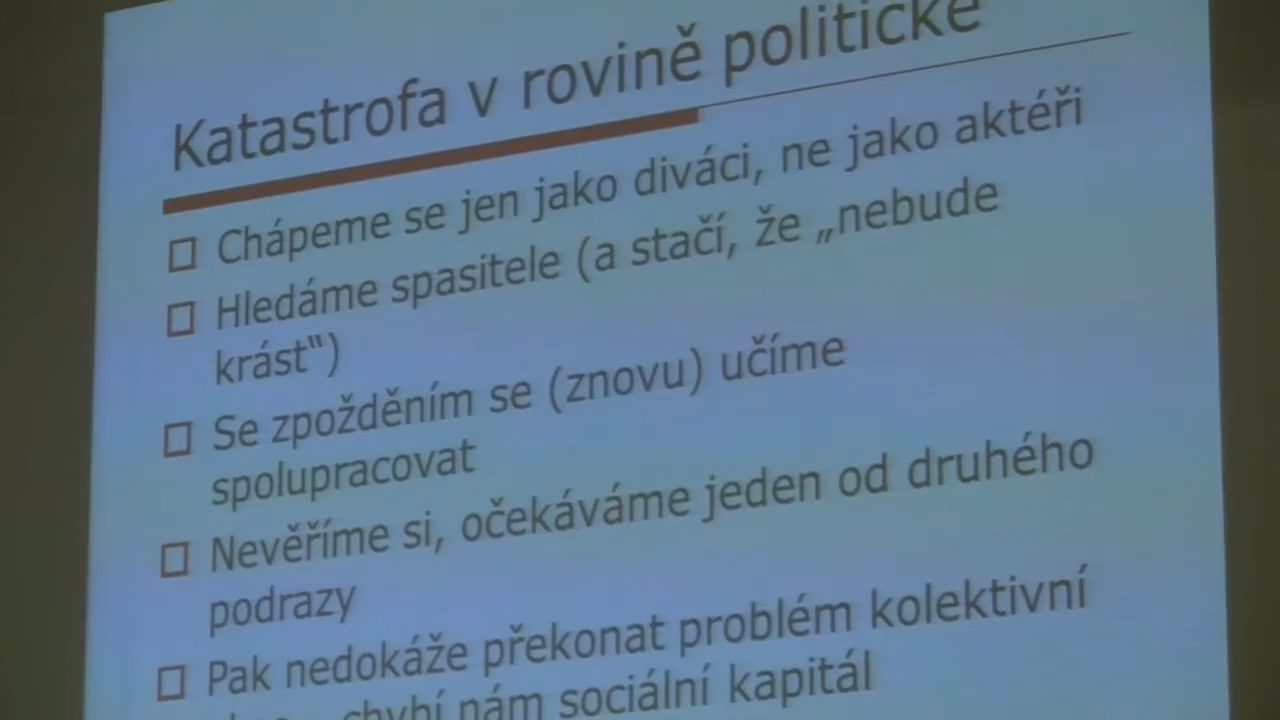 Katastrofa v rovině politické
Chápeme se jen jako diváci, ne jako aktéři
Hledáme spasitele (a stačí, že „nebude
krást")
Se zpožděním se (znovu) učíme
spolupracovat
Nevěříme si, očekáváme jeden od druhého
podrazy
Pak nedokáže překonat problém kolektivní
chybí nám sociální kapitál